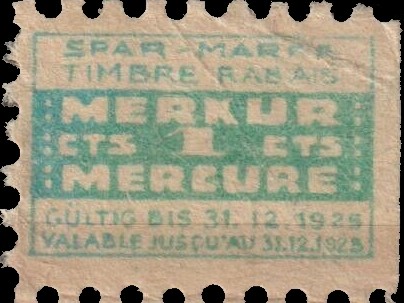 SPAR-MARKE
TIMBRE RABAIS
MERKUR
CTS 1 CTS
MERCURE
GÜLTIG BIS 31.12.1925
VALABLE JUSQU'AU 31.12.1925